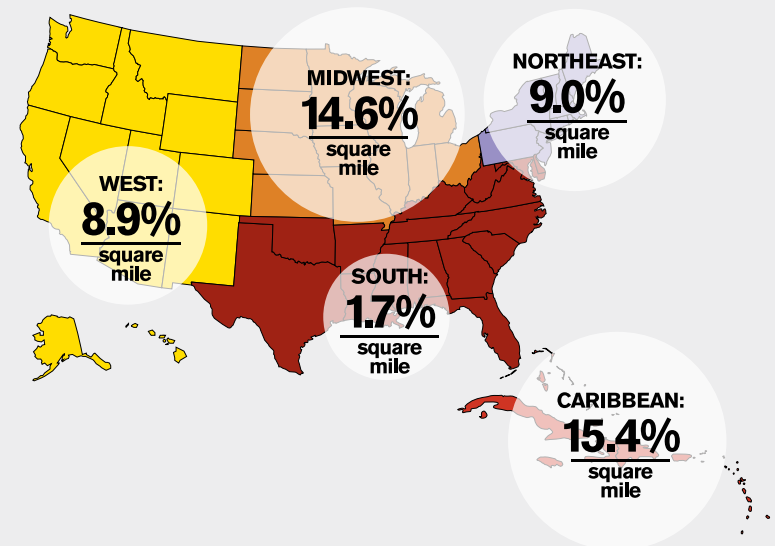 MIDWEST:
14.6%
square
mile
NORTHEAST:
9.0%
square
mile
WEST:
8.9%
square
mile
SOUTH:
1.7%
square
mile
CARIBBEAN:
15.4%
square
mile